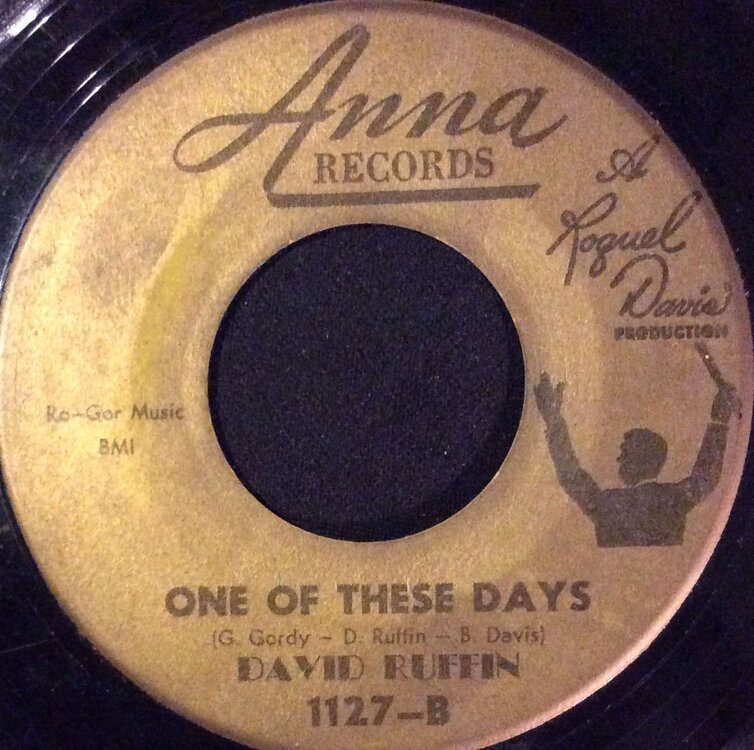 Anna
RECORDS
A
Roquel
Davis
PRODUCTION
Ro-Gor Music
BMI
ONE OF THESE DAYS
(G. Gordy - D. Ruffin - B. Davis)
DAVID RUFFIN
1127-B